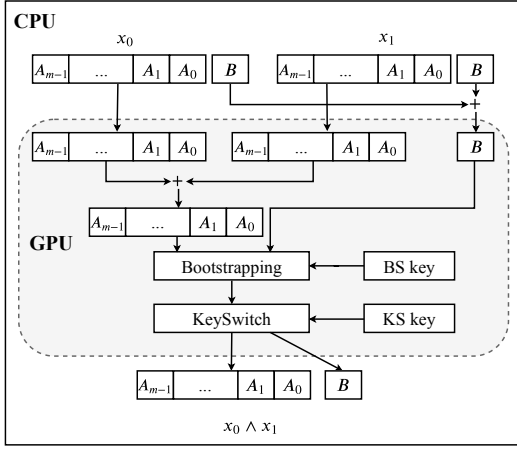 CPU
x₀ x₁
Aₘ₋₁ ... A₁ A₀ B Aₘ₋₁ ... A₁ A₀ B
+
Aₘ₋₁ ... A₁ A₀ Aₘ₋₁ ... A₁ A₀ B
+
Aₘ₋₁ ... A₁ A₀
GPU
Bootstrapping BS key
KeySwitch KS key
Aₘ₋₁ ... A₁ A₀ B
x₀ ∧ x₁